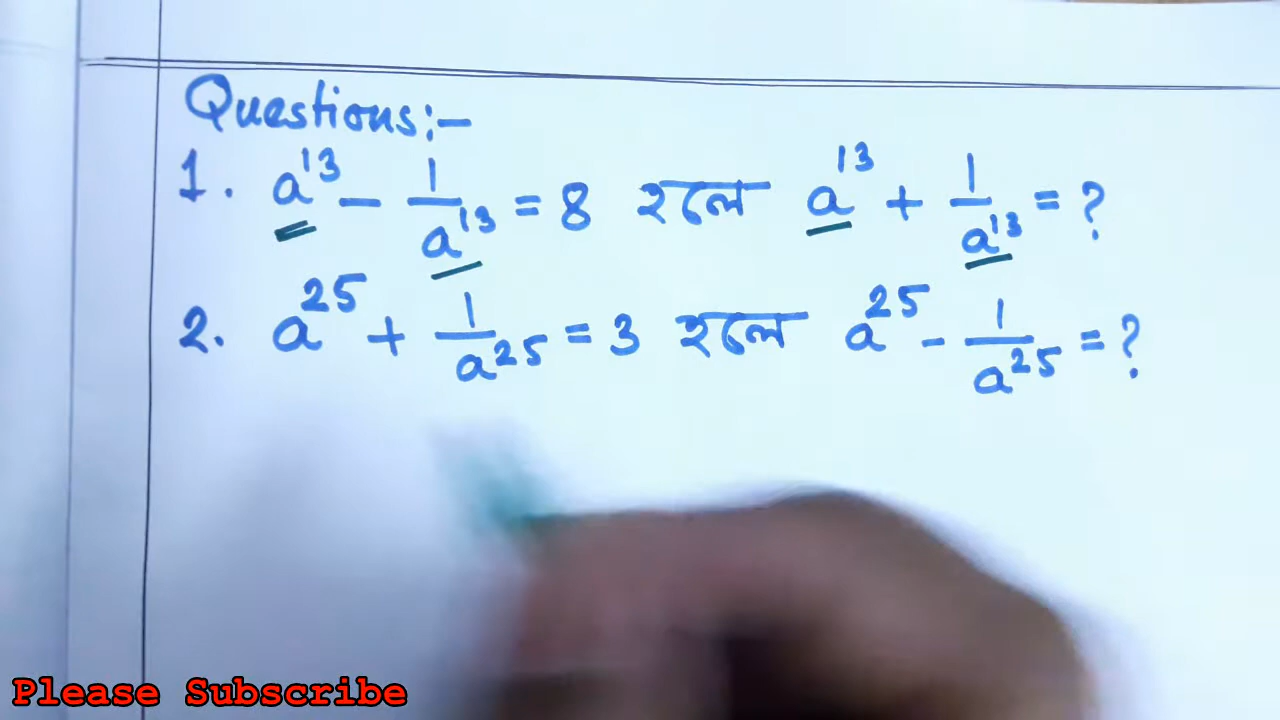 Questions:-
1. a¹³ - 1/a¹³ = 8 হলে a¹³ + 1/a¹³ = ?
2. a²⁵ + 1/a²⁵ = 3 হলে a²⁵ - 1/a²⁵ = ?
Please Subscribe